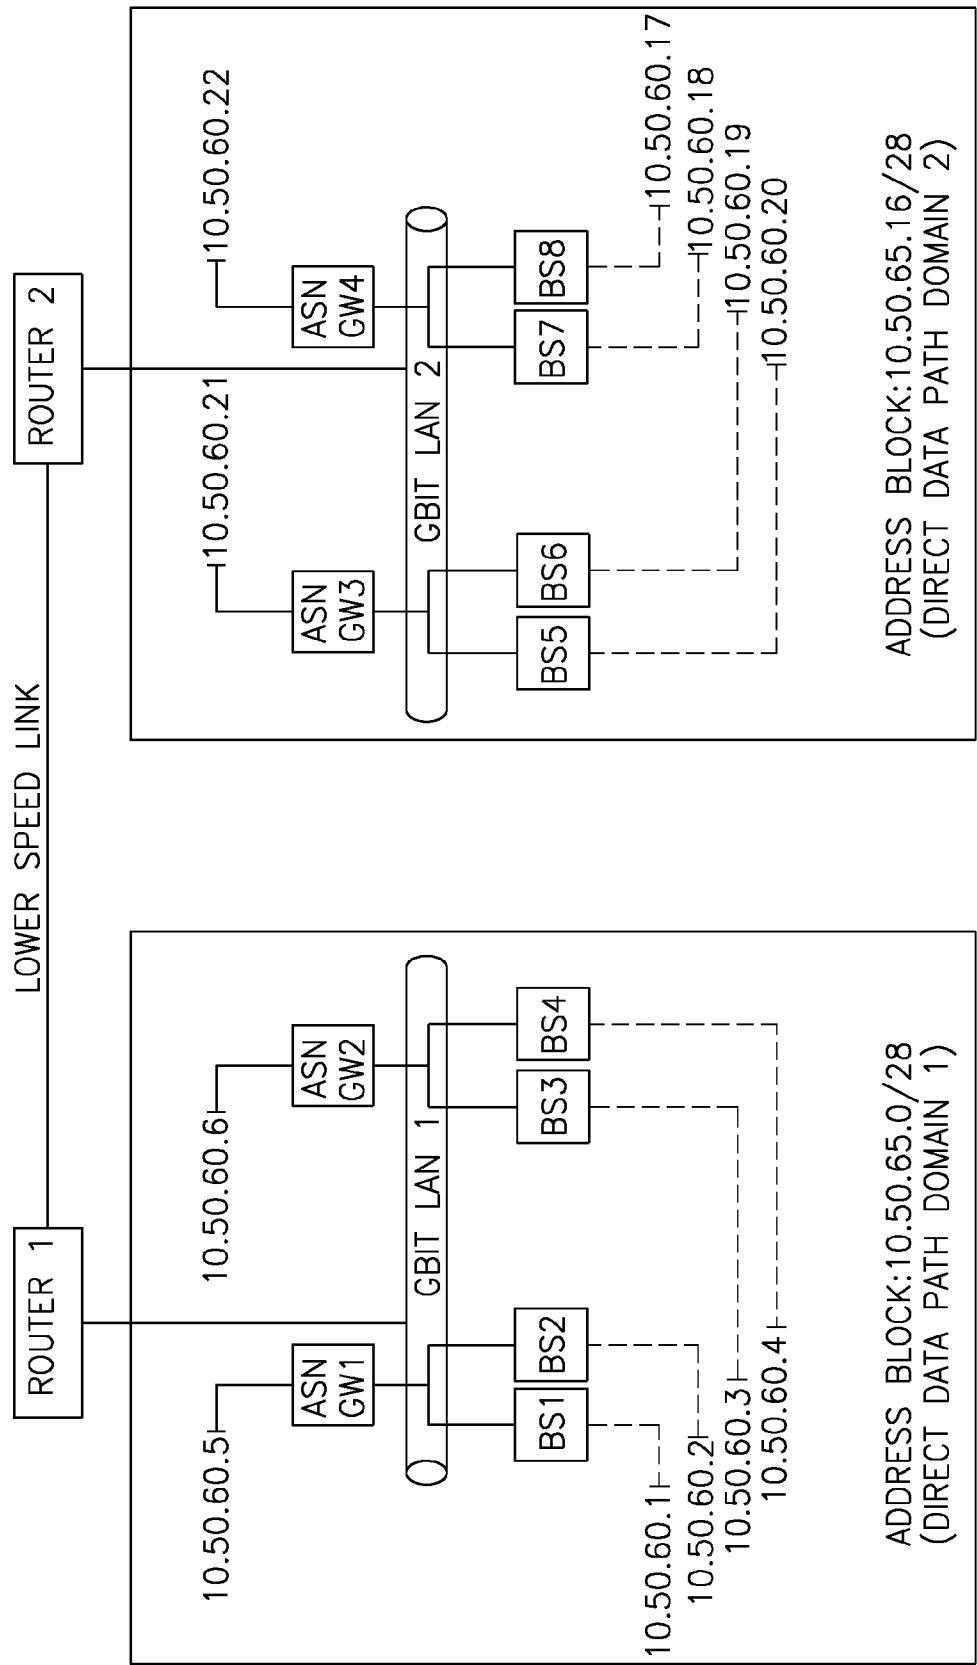 LOWER SPEED LINK
ROUTER 1
ROUTER 2
10.50.60.5
10.50.60.6
10.50.60.21
10.50.60.22
ASN
GW1
ASN
GW2
ASN
GW3
ASN
GW4
GBIT LAN 1
GBIT LAN 2
BS1
BS2
BS3
BS4
BS5
BS6
BS7
BS8
10.50.60.1
10.50.60.2
10.50.60.3
10.50.60.4
10.50.60.17
10.50.60.18
10.50.60.19
10.50.60.20
ADDRESS BLOCK:10.50.65.0/28
(DIRECT DATA PATH DOMAIN 1)
ADDRESS BLOCK:10.50.65.16/28
(DIRECT DATA PATH DOMAIN 2)